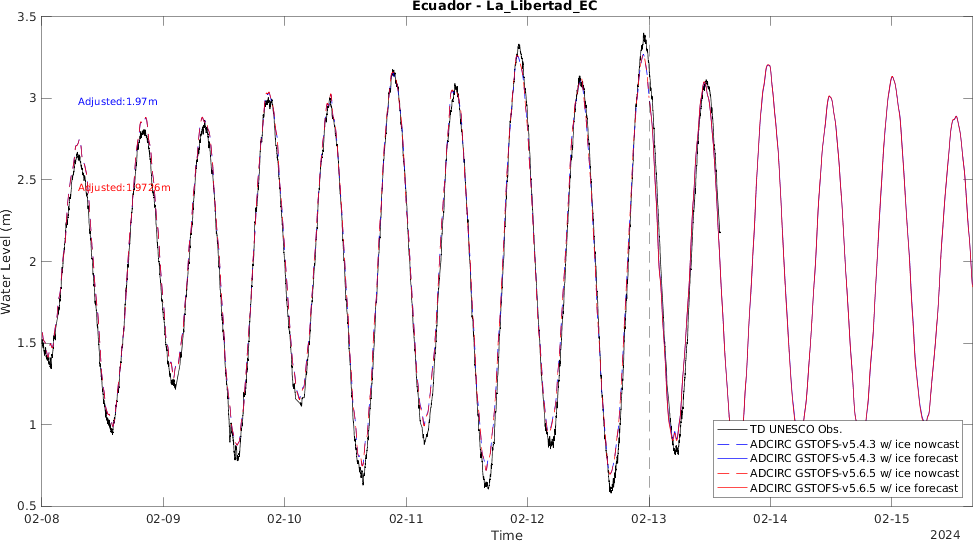 Ecuador - La_Libertad_EC
3.5
3
2.5
2
1.5
1
0.5
Water Level (m)
Adjusted:1.97m
Adjusted:1.9726m
TD UNESCO Obs.
ADCIRC GSTOFS-v5.4.3 w/ ice nowcast
ADCIRC GSTOFS-v5.4.3 w/ ice forecast
ADCIRC GSTOFS-v5.6.5 w/ ice nowcast
ADCIRC GSTOFS-v5.6.5 w/ ice forecast
02-08 02-09 02-10 02-11 02-12 02-13 02-14 02-15
Time
2024